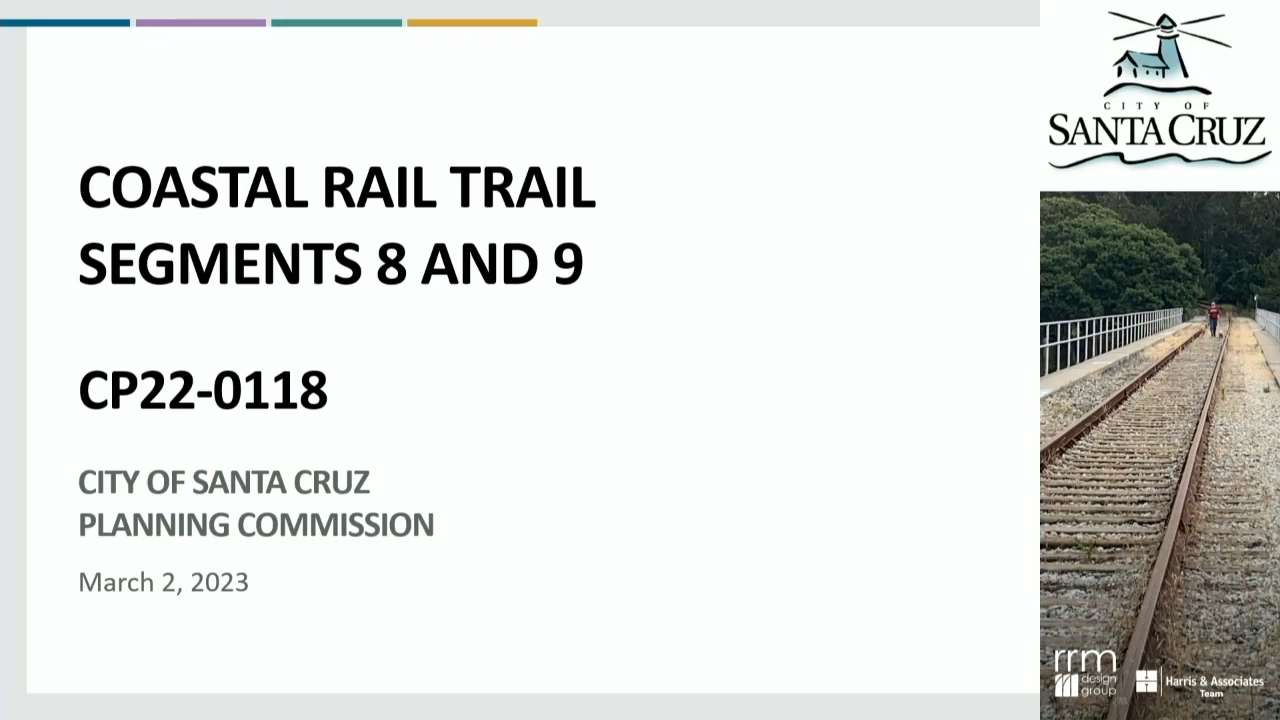 COASTAL RAIL TRAIL
SEGMENTS 8 AND 9
CP22-0118
CITY OF SANTA CRUZ
PLANNING COMMISSION
March 2, 2023
CITY OF
SANTA CRUZ
rrm
design
group
Harris & Associates
Team